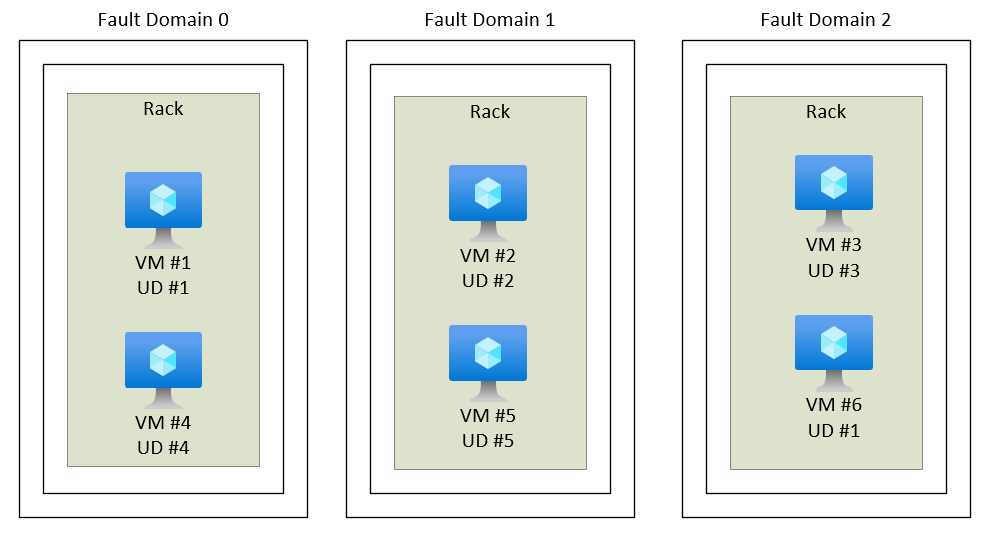 Fault Domain 0
Rack
VM #1
UD #1
VM #4
UD #4
Fault Domain 1
Rack
VM #2
UD #2
VM #5
UD #5
Fault Domain 2
Rack
VM #3
UD #3
VM #6
UD #1